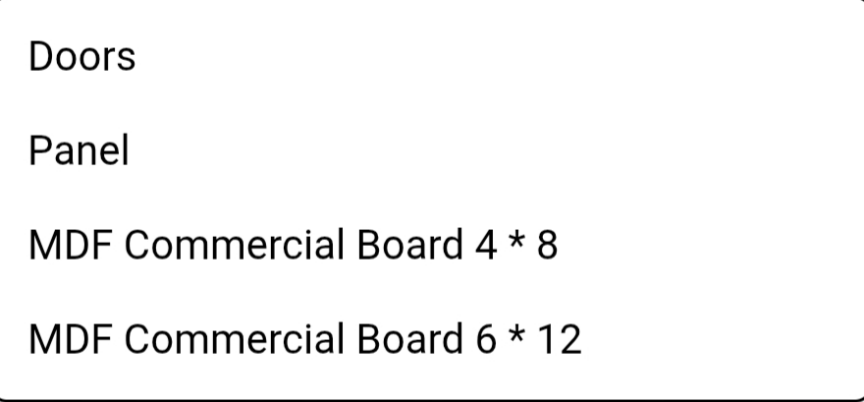 Doors
Panel
MDF Commercial Board 4 * 8
MDF Commercial Board 6 * 12